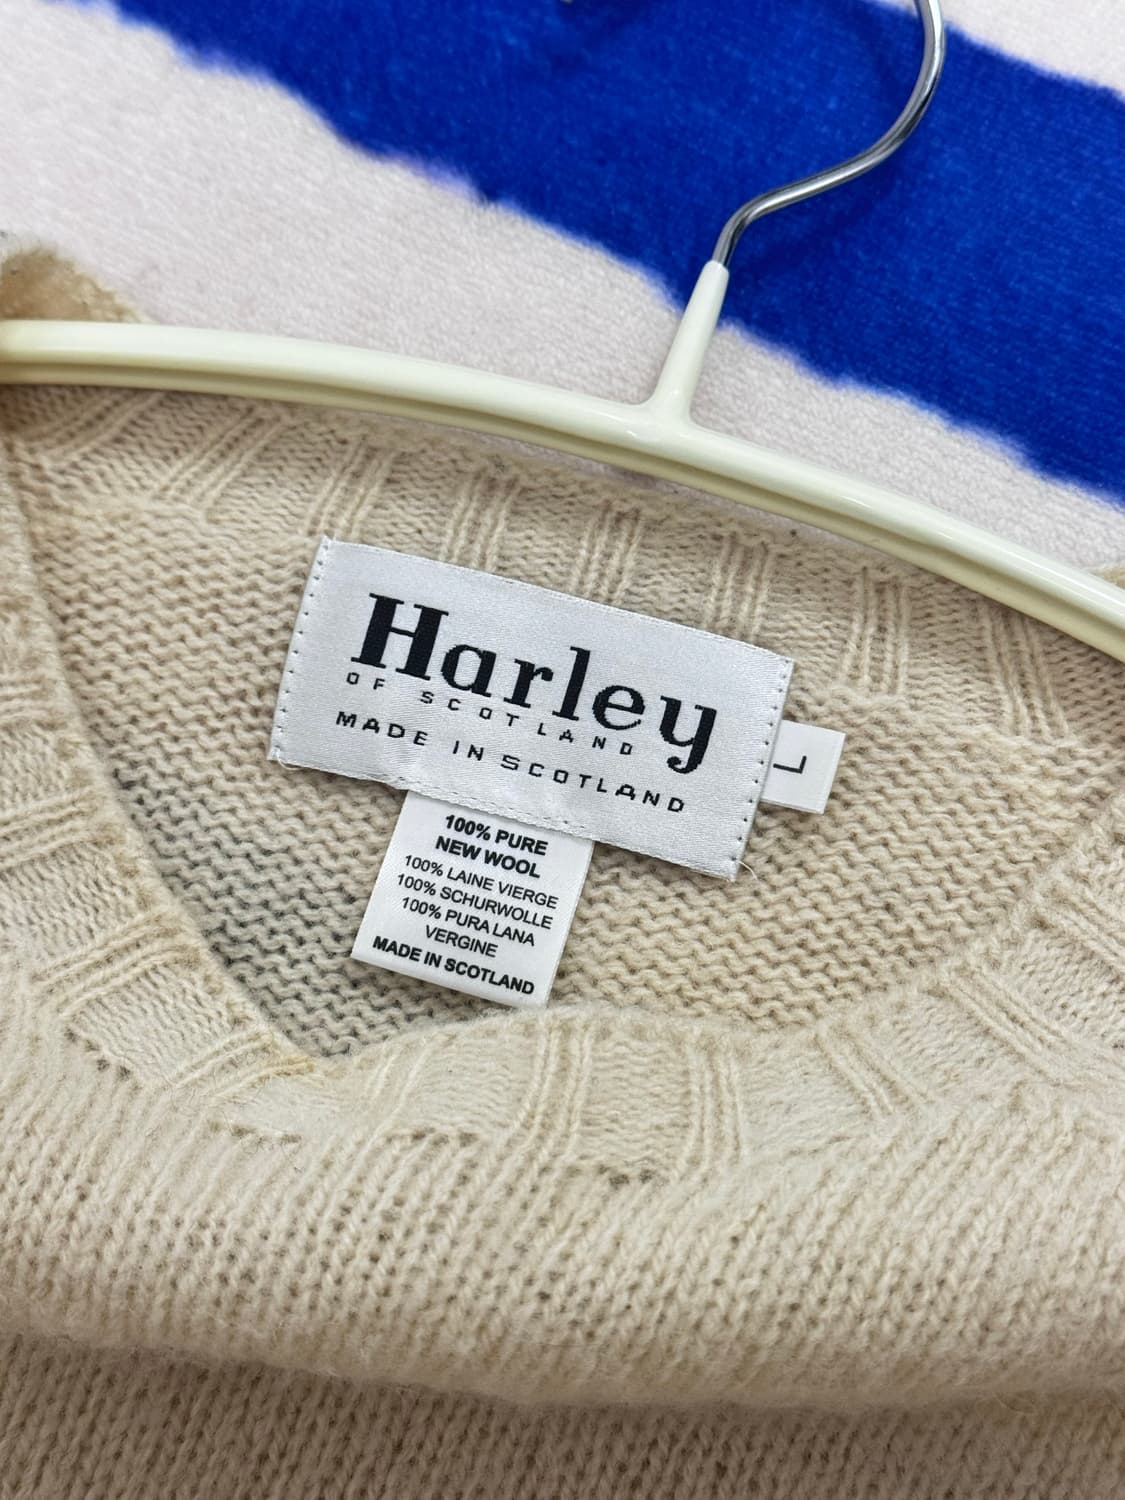 Harley
OF SCOTLAND
MADE IN SCOTLAND
L
100% PURE
NEW WOOL
100% LAINE VIERGE
100% SCHURWOLLE
100% PURA LANA
VERGINE
MADE IN SCOTLAND